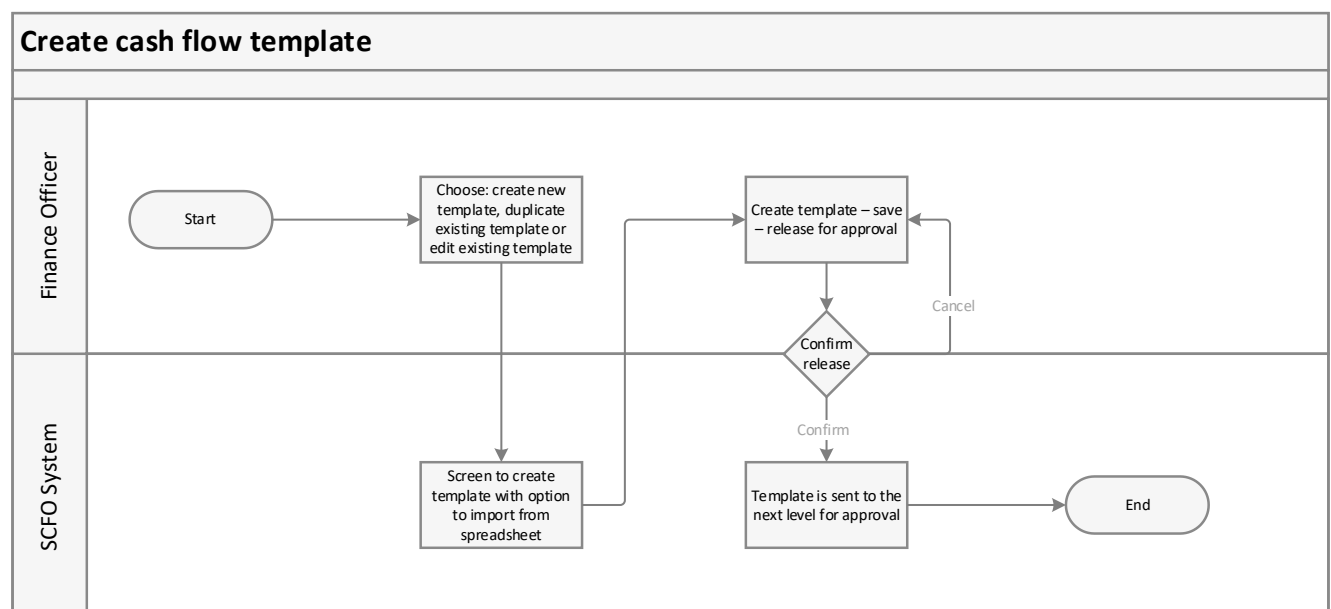 Create cash flow template
Finance Officer
Start
Choose: create new
template, duplicate
existing template or
edit existing template
Create template – save
– release for approval
Cancel
Confirm
release
SCFO System
Confirm
Screen to create
template with option
to import from
spreadsheet
Template is sent to the
next level for approval
End